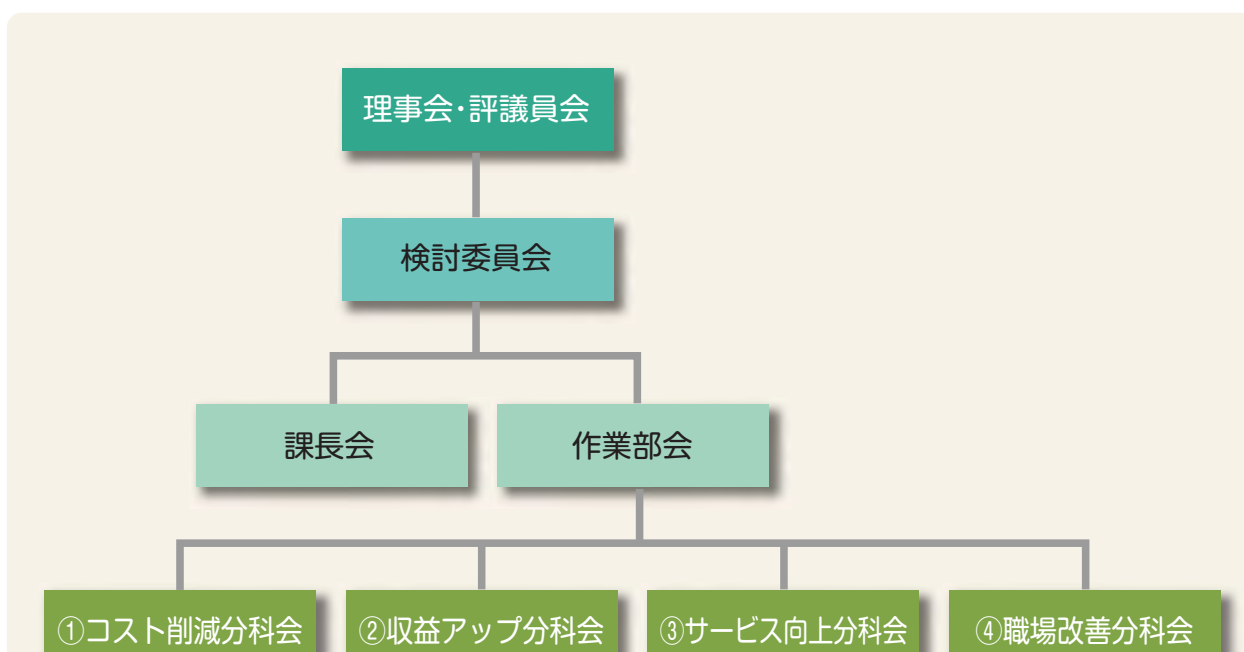 理事会・評議員会
検討委員会
課長会
作業部会
①コスト削減分科会
②収益アップ分科会
③サービス向上分科会
④職場改善分科会